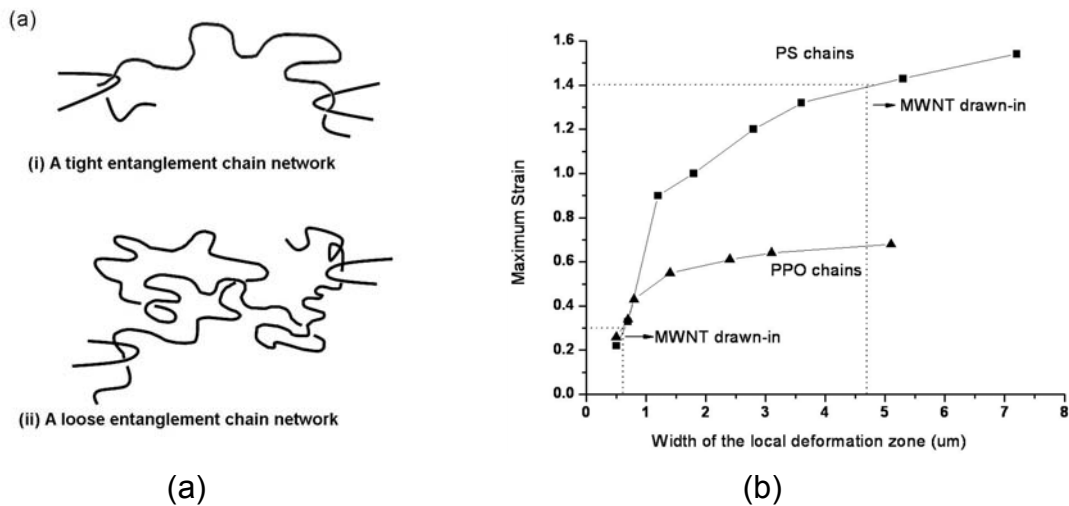 (a)
(i) A tight entanglement chain network
(ii) A loose entanglement chain network
(a)
1.6
1.4
1.2
1.0
0.8
0.6
0.4
0.2
0.0
Maximum Strain
PS chains
MWNT drawn-in
PPO chains
MWNT drawn-in
0 1 2 3 4 5 6 7 8
Width of the local deformation zone (um)
(b)